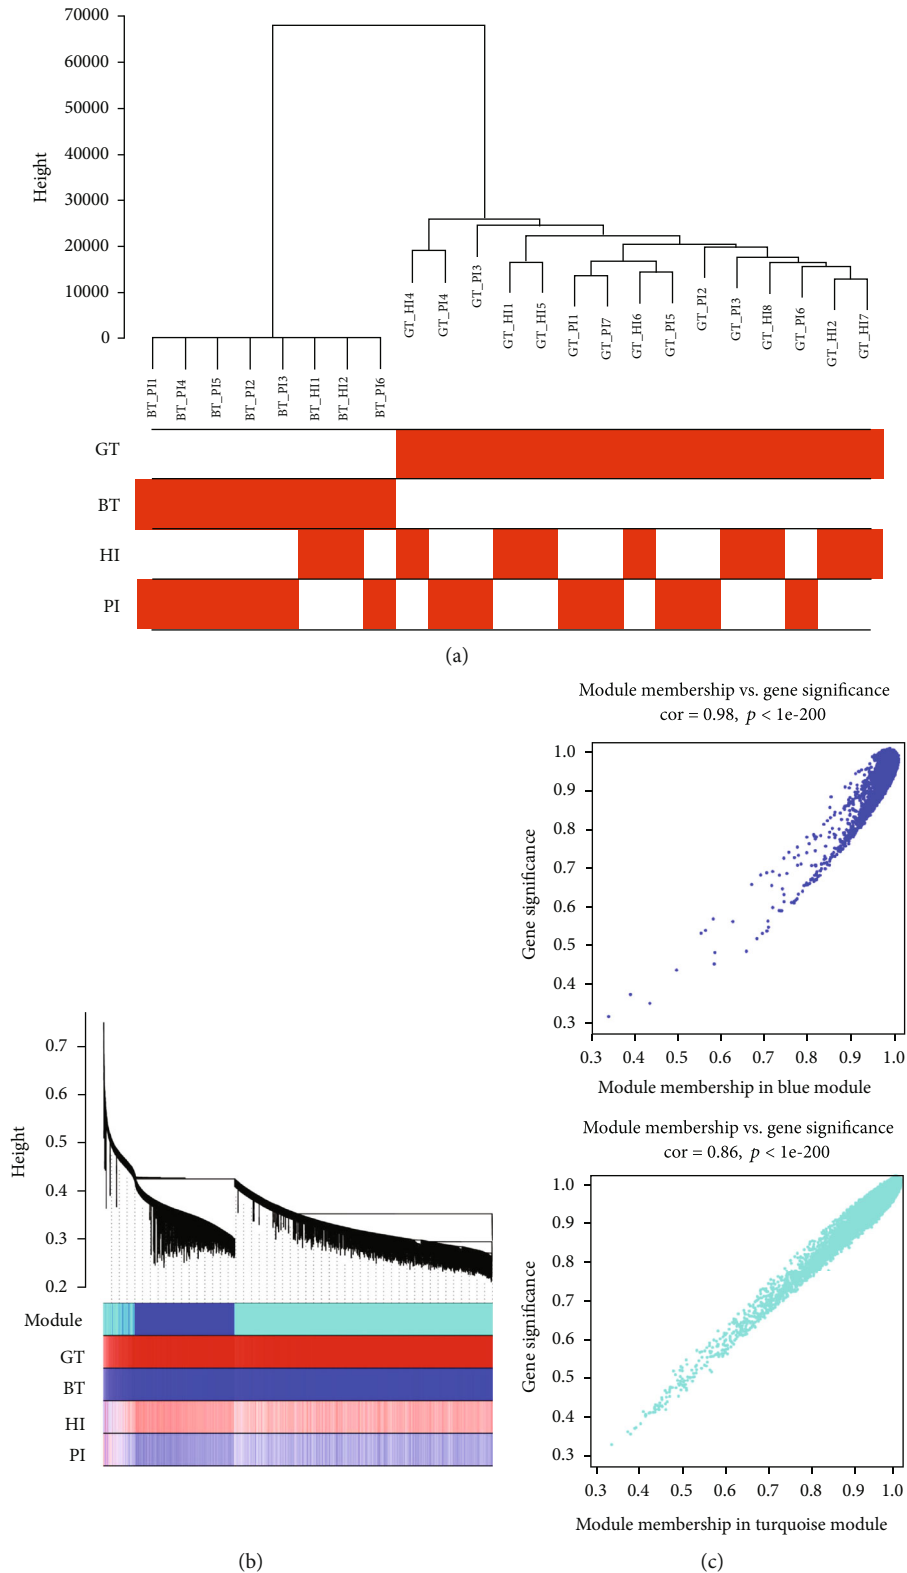 70000
60000
50000
40000
30000
20000
10000
0
Height
GT_HI4
GT_PI4
GT_PI3
GT_HI1
GT_HI5
GT_PI1
GT_PI7
GT_HI6
GT_PI5
GT_PI2
GT_PI3
GT_HI8
GT_PI6
GT_HI2
GT_HI7
BT_PI1
BT_PI4
BT_PI5
BT_PI2
BT_PI3
BT_HI1
BT_HI2
BT_PI6
GT
BT
HI
PI
(a)
0.7
0.6
0.5
0.4
0.3
0.2
Height
Module
GT
BT
HI
PI
(b)
Module membership vs. gene significance
cor = 0.98, p < 1e-200
1.0
0.9
0.8
0.7
0.6
0.5
0.4
0.3
Gene significance
0.3 0.4 0.5 0.6 0.7 0.8 0.9 1.0
Module membership in blue module
Module membership vs. gene significance
cor = 0.86, p < 1e-200
1.0
0.9
0.8
0.7
0.6
0.5
0.4
0.3
Gene significance
0.3 0.4 0.5 0.6 0.7 0.8 0.9 1.0
Module membership in turquoise module
(c)